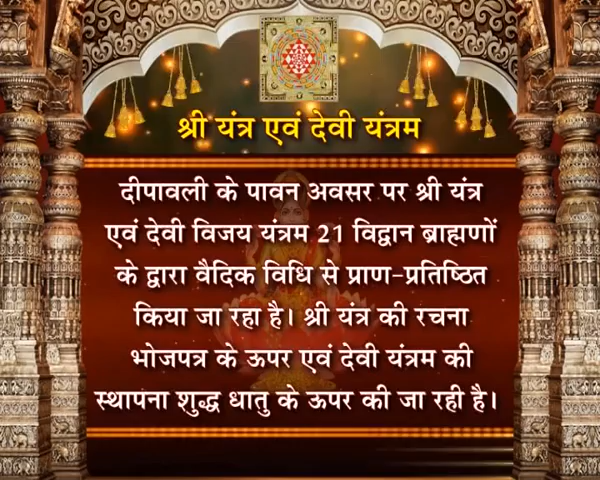 श्री यंत्र एवं देवी यंत्रम
दीपावली के पावन अवसर पर श्री यंत्र
एवं देवी विजय यंत्रम 21 विद्वान ब्राह्मणों
के द्वारा वैदिक विधि से प्राण-प्रतिष्ठित
किया जा रहा है। श्री यंत्र की रचना
भोजपत्र के ऊपर एवं देवी यंत्रम की
स्थापना शुद्ध धातु के ऊपर की जा रही है।